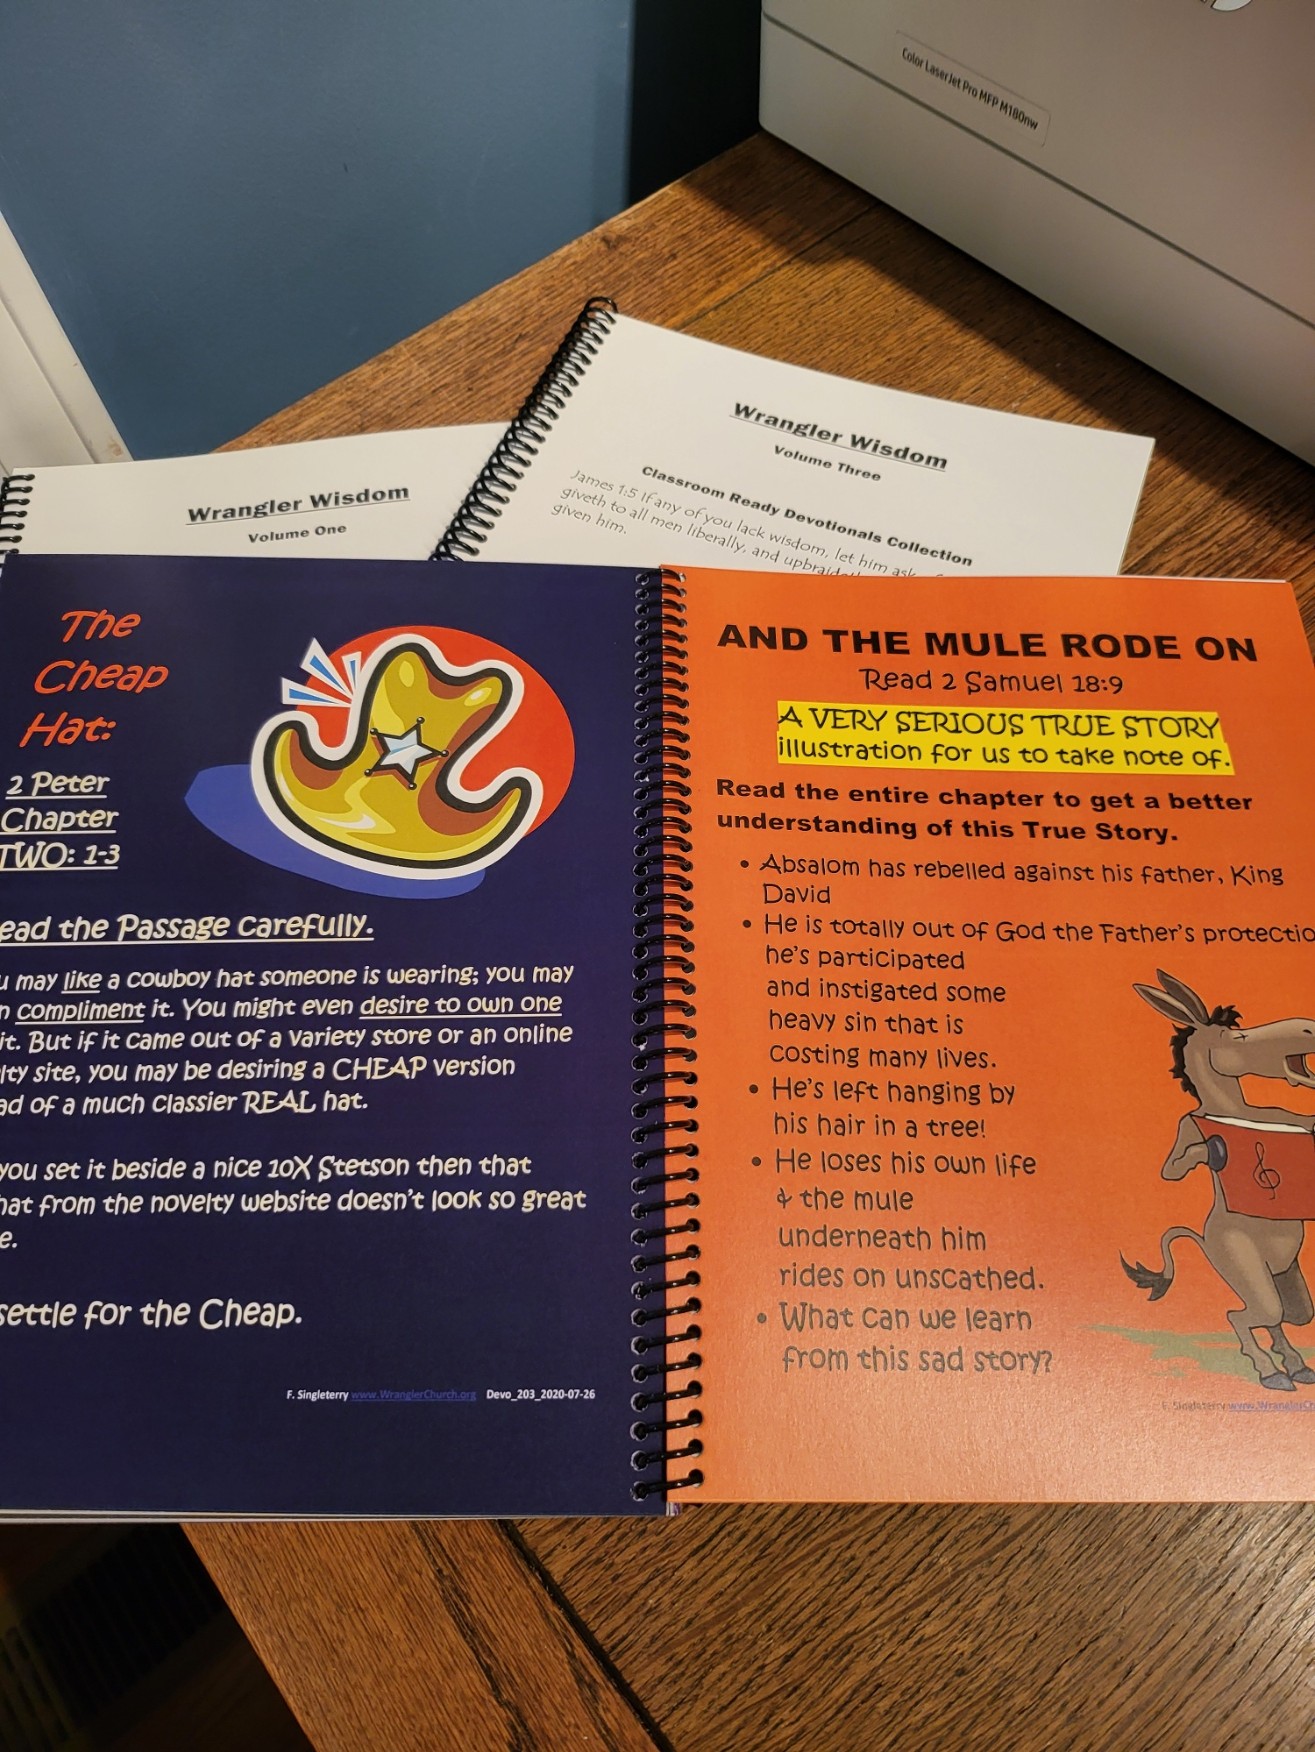 Color LaserJet Pro MFP M180nw
Wrangler Wisdom
Volume Three
Classroom Ready Devotionals Collection
James 1:5 If any of you lack wisdom, let him ask
giveth to all men liberally, and
given him.
Wrangler Wisdom
Volume One
The
Cheap
Hat:
2 Peter
Chapter
TWO: 1-3
the Passage carefully.
may like a cowboy hat someone is wearing; you may
compliment it. You might even desire to own one
it. But if it came out of a variety store or an online
site, you may be desiring a CHEAP version
of a much classier REAL hat.
you set it beside a nice 10X Stetson then that
from the novelty website doesn't look so great
settle for the Cheap.
F. Singleterry www.WranglerChurch.org Devo_203_2020-07-26
AND THE MULE RODE ON
Read 2 Samuel 18:9
A VERY SERIOUS TRUE STORY
illustration for us to take note of.
Read the entire chapter to get a better
understanding of this True Story.
• Absalom has rebelled against his father, King
David
• He is totally out of God the Father's
he's participated
and instigated some
heavy sin that is
costing many lives.
• He's left hanging by
his hair in a tree!
• He loses his own life
& the mule
underneath him
rides on unscathed.
• What can we learn
from this sad story?
F. Singleterry